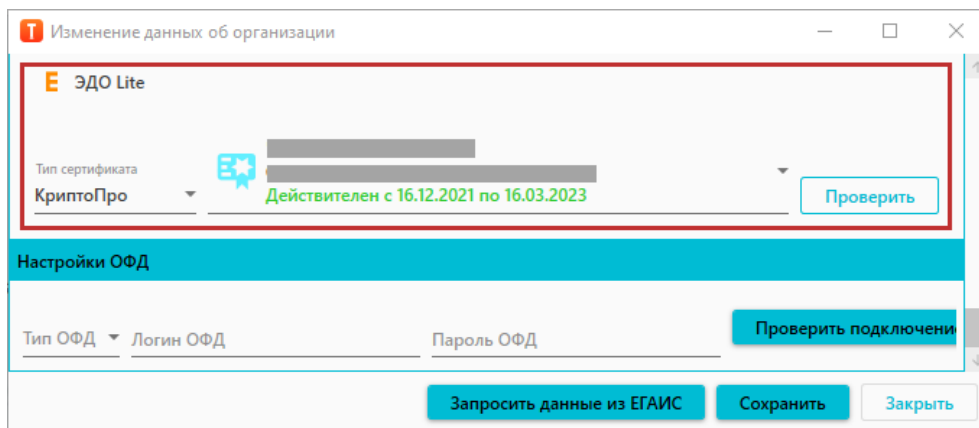 T Изменение данных об организации
E ЭДО Lite
Тип сертификата
КриптоПро
Действителен с 16.12.2021 по 16.03.2023
Проверить
Настройки ОФД
Тип ОФД Логин ОФД Пароль ОФД
Проверить подключени
Запросить данные из ЕГАИС Сохранить Закрыть